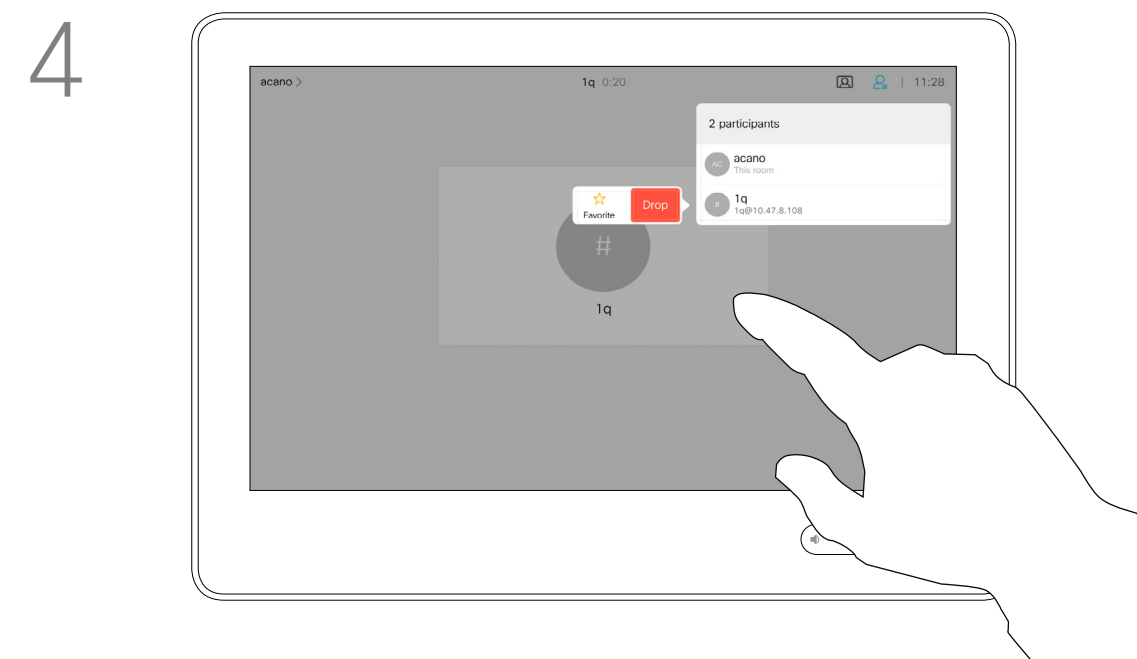 4
acano >
1q 0:20
| 11:28
2 participants
AC
acano
This room
Favorite
Drop
#
1q
1q@10.47.8.108
#
1q